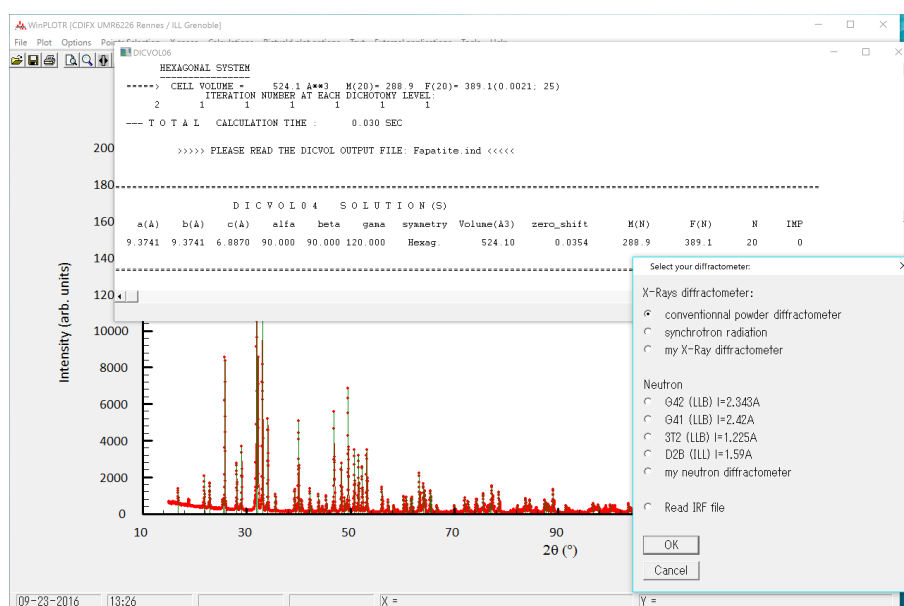 WinPLOTR [CDIFX UMR6226 Rennes / ILL Grenoble]
File Plot Options
DICVOL06
HEXAGONAL SYSTEM
-----> CELL VOLUME = 524.1 A**3 M(20)= 288.9 F(20)= 389.1(0.0021; 25)
ITERATION NUMBER AT EACH DICHOTOMY LEVEL:
2 1 1 1 1 1
--- T O T A L CALCULATION TIME : 0.030 SEC
>>>>> PLEASE READ THE DICVOL OUTPUT FILE: Fapatite.ind <<<<<
D I C V O L 0 4 S O L U T I O N (S)
a(A) b(A) c(A) alfa beta gama symmetry Volume(A3) zero_shift M(N) F(N) N IMP
9.3741 9.3741 6.8870 90.000 90.000 120.000 Hexag. 524.10 0.0354 288.9 389.1 20 0
Select your diffractometer:
X-Rays diffractometer:
conventionnal powder diffractometer
synchrotron radiation
my X-Ray diffractometer
Neutron
G42 (LLB) l=2.343A
G41 (LLB) l=2.42A
3T2 (LLB) l=1.225A
D2B (ILL) l=1.59A
my neutron diffractometer
Read IRF file
OK
Cancel
Intensity (arb. units)
200
180
160
140
120
10000
8000
6000
4000
2000
0
10 30 50 70 90
2θ (°)
09-23-2016 13:26 X = Y =